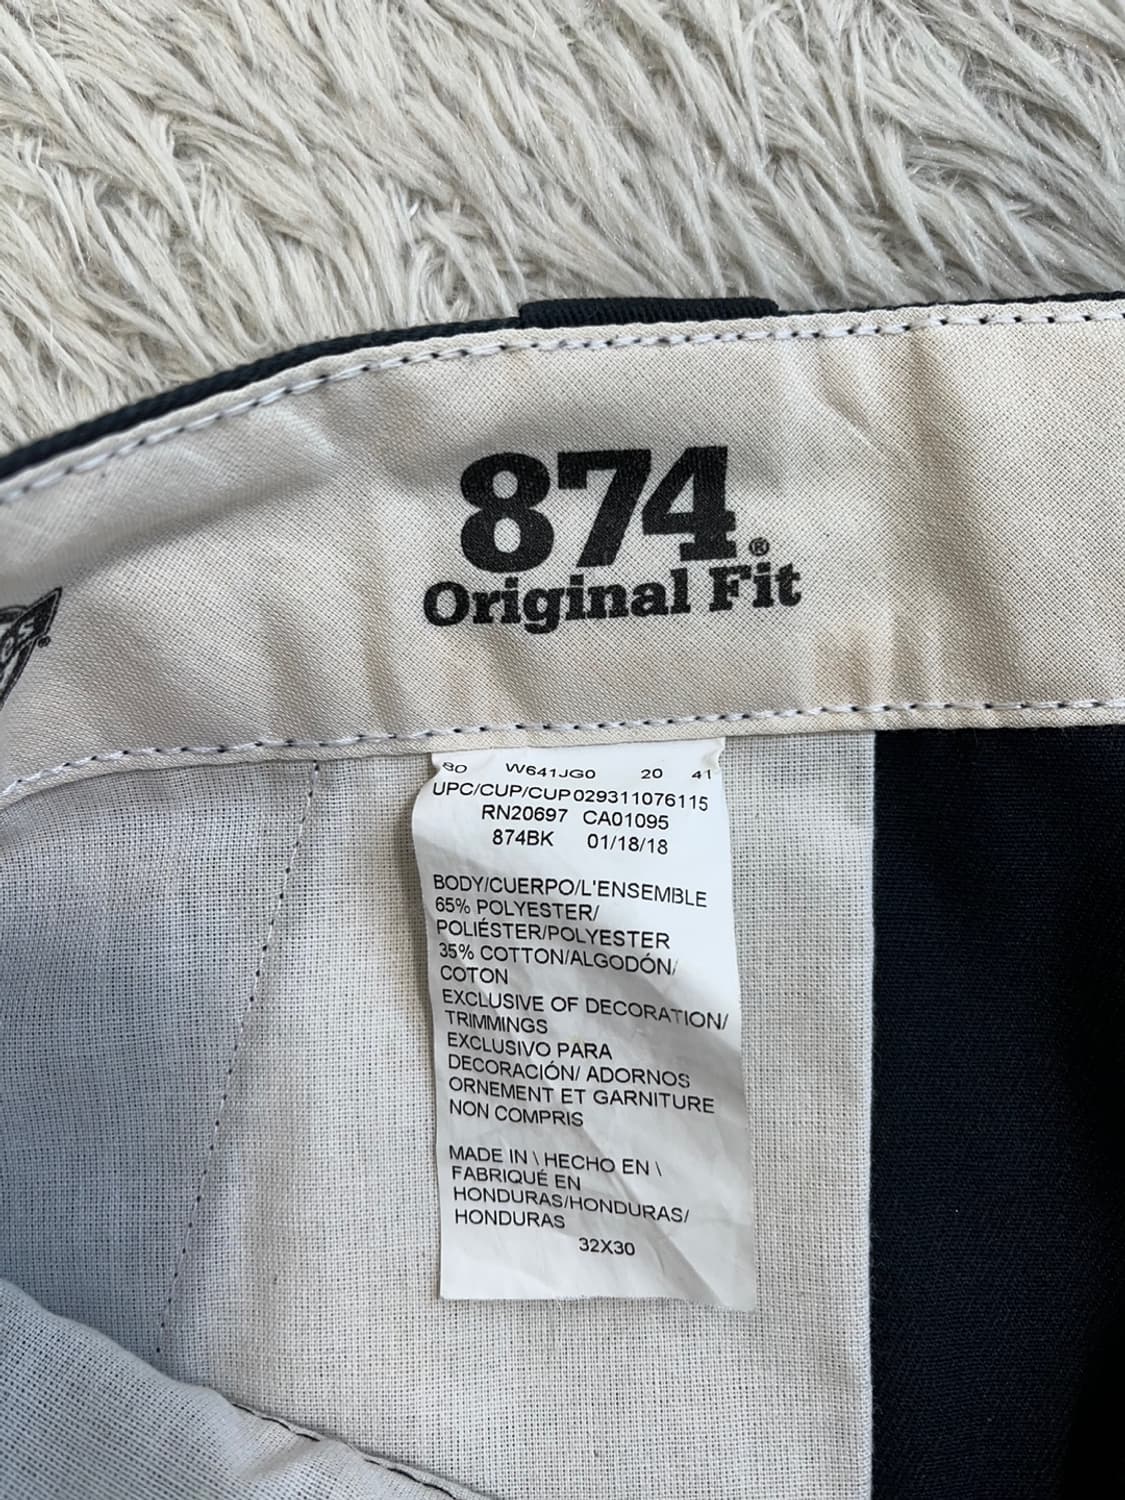 874®
Original Fit
80 W641JG0 20 41
UPC/CUP/CUP 029311076115
RN20697 CA01095
874BK 01/18/18
BODY/CUERPO/L'ENSEMBLE
65% POLYESTER/
POLIÉSTER/POLYESTER
35% COTTON/ALGODÓN/
COTON
EXCLUSIVE OF DECORATION/
TRIMMINGS
EXCLUSIVO PARA
DECORACIÓN/ ADORNOS
ORNEMENT ET GARNITURE
NON COMPRIS
MADE IN \ HECHO EN \
FABRIQUÉ EN
HONDURAS/HONDURAS/
HONDURAS
32X30